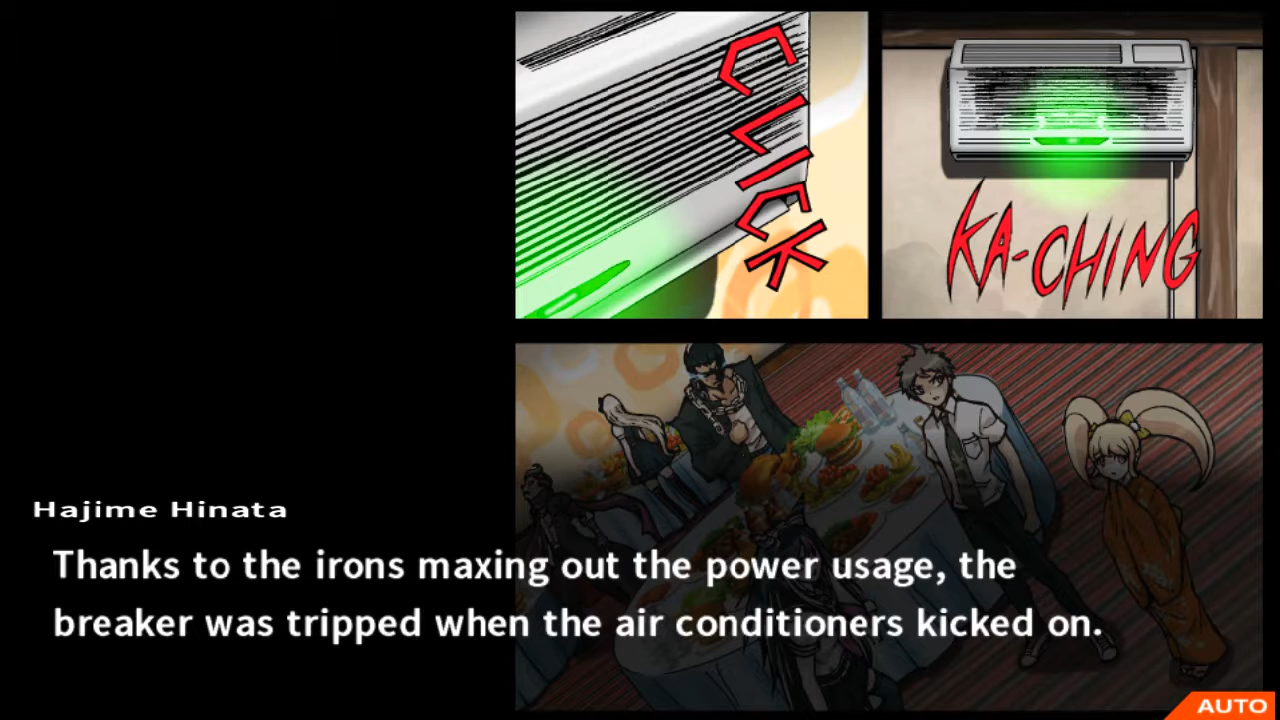 CLICK
KA-CHING
Hajime Hinata
Thanks to the irons maxing out the power usage, the
breaker was tripped when the air conditioners kicked on.
AUTO